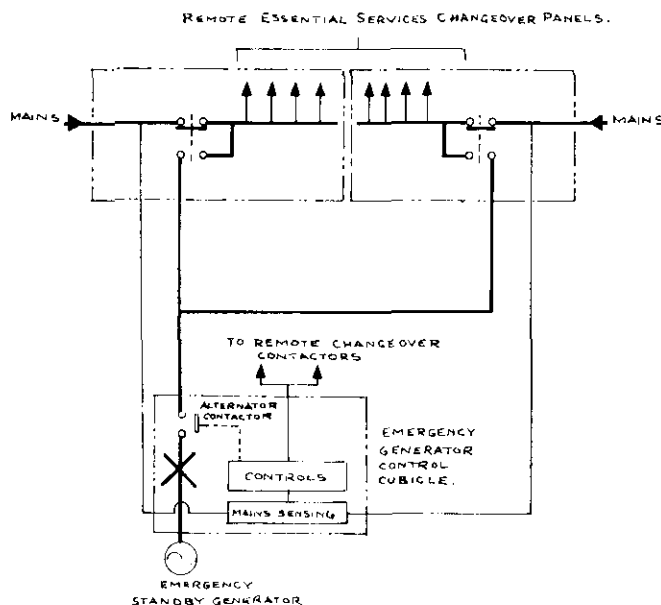 REMOTE ESSENTIAL SERVICES CHANGEOVER PANELS.
MAINS
MAINS
TO REMOTE CHANGEOVER
CONTACTORS
ALTERNATOR
CONTACTOR
EMERGENCY
GENERATOR
CONTROL
CUBICLE.
CONTROLS
MAINS SENSING
EMERGENCY
STANDBY GENERATOR